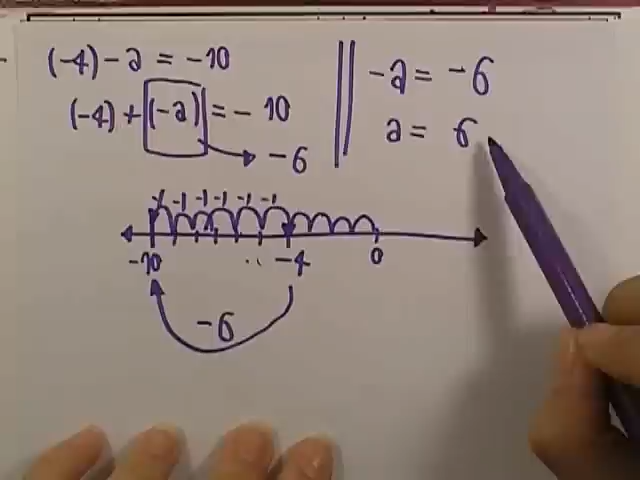 (-4) - a = -10
(-4) + (-a) = - 10
-6
-a = -6
a = 6
-1 -1 -1 -1 -1 -1
-10 .. -4 0
-6